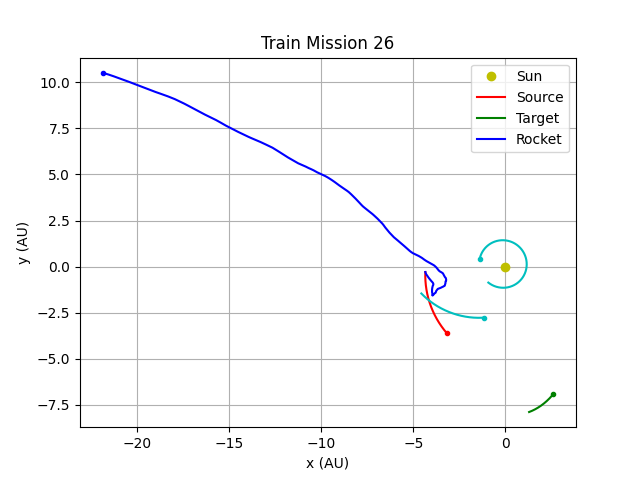 Train Mission 26
Sun
Source
Target
Rocket
y (AU)
10.0
7.5
5.0
2.5
0.0
−2.5
−5.0
−7.5
−20
−15
−10
−5
0
x (AU)